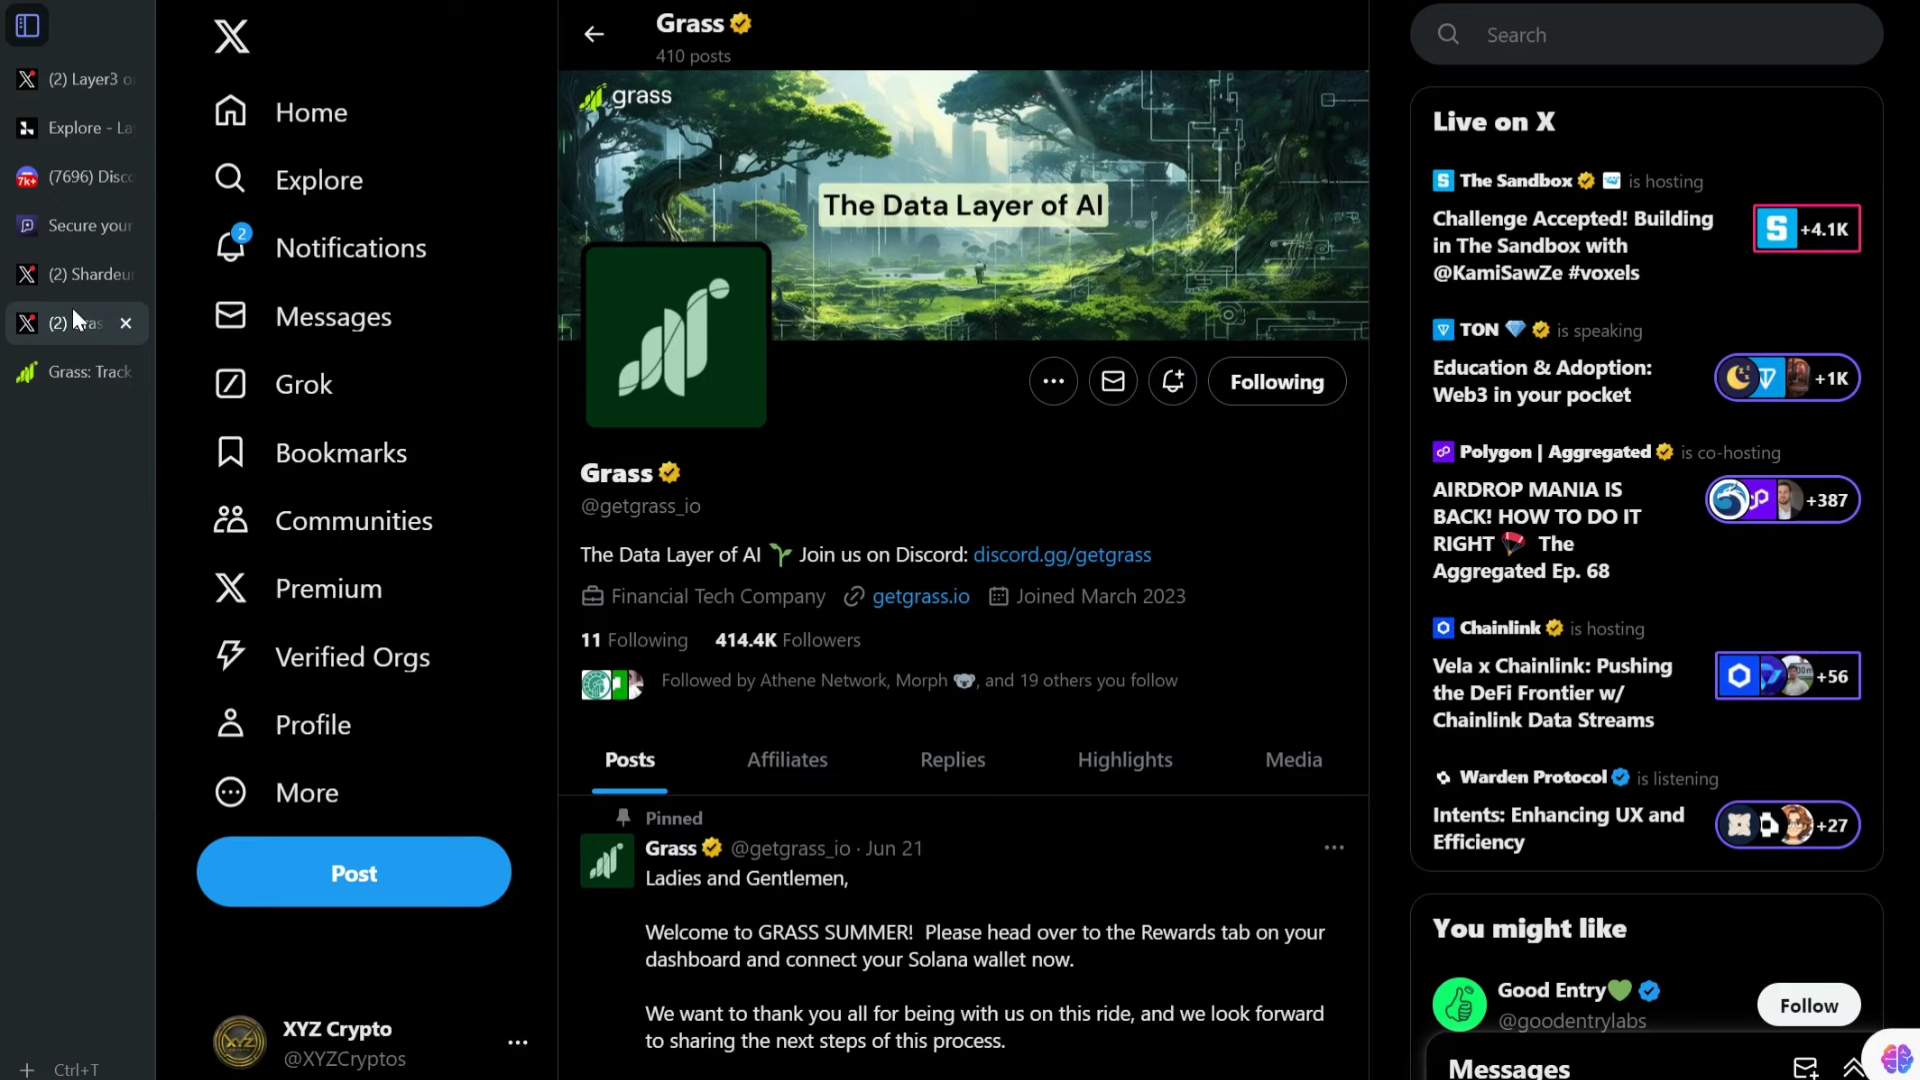 (2) Layer3 o
Explore - La
7k+
(7696) Disco
Secure your
(2) Shardeu
(2)
Grass: Track
Ctrl+T
Home
Explore
2
Notifications
Messages
Grok
Bookmarks
Communities
Premium
Verified Orgs
Profile
More
Post
XYZ
XYZ Crypto
@XYZCryptos
Grass
410 posts
grass
The Data Layer of AI
Following
Grass
@getgrass_io
The Data Layer of AI Join us on Discord: discord.gg/getgrass
Financial Tech Company getgrass.io Joined March 2023
11 Following 414.4K Followers
Followed by Athene Network, Morph 🐨, and 19 others you follow
Posts Affiliates Replies Highlights Media
Pinned
Grass @getgrass_io · Jun 21
Ladies and Gentlemen,
Welcome to GRASS SUMMER! Please head over to the Rewards tab on your
dashboard and connect your Solana wallet now.
We want to thank you all for being with us on this ride, and we look forward
to sharing the next steps of this process.
Search
Live on X
The Sandbox is hosting
Challenge Accepted! Building
in The Sandbox with
@KamiSawZe #voxels
+4.1K
TON is speaking
Education & Adoption:
Web3 in your pocket
+1K
Polygon | Aggregated is co-hosting
AIRDROP MANIA IS
BACK! HOW TO DO IT
RIGHT The
Aggregated Ep. 68
+387
Chainlink is hosting
Vela x Chainlink: Pushing
the DeFi Frontier w/
Chainlink Data Streams
+56
Warden Protocol is listening
Intents: Enhancing UX and
Efficiency
+27
You might like
Good Entry
@goodentrylabs
Follow
Messages